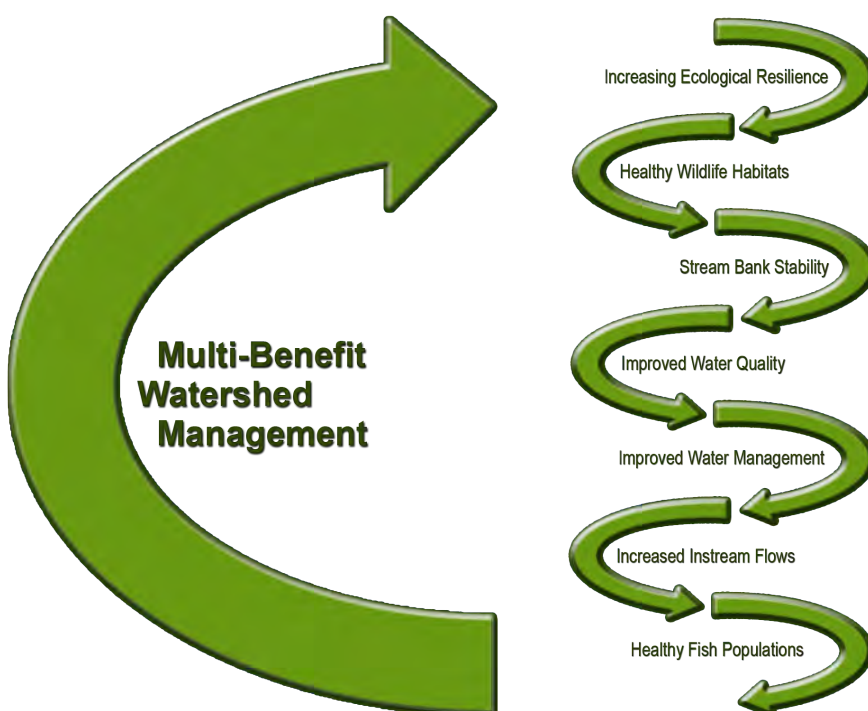 Multi-Benefit
Watershed
Management
Increasing Ecological Resilience
Healthy Wildlife Habitats
Stream Bank Stability
Improved Water Quality
Improved Water Management
Increased Instream Flows
Healthy Fish Populations